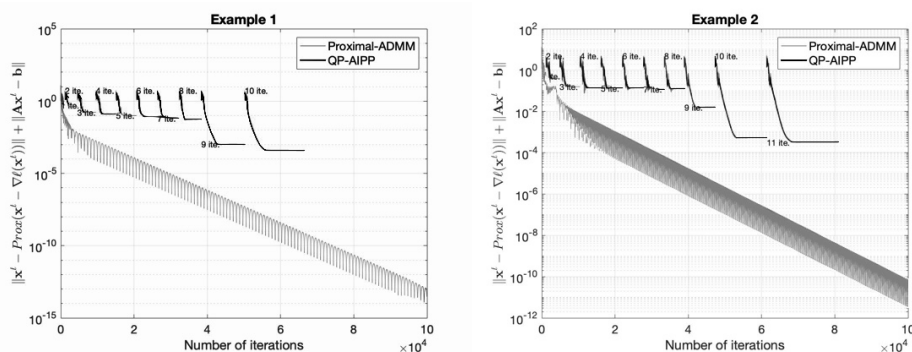 Example 1
10^5
10^0
10^-5
10^-10
10^-15
‖x^t − Prox(x^t − ∇ℓ(x^t))‖ + ‖Ax^t − b‖
Proximal-ADMM
QP-AIPP
2 ite.
4 ite.
6 ite.
8 ite.
10 ite.
ite.
3 ite.
5 ite.
7 ite.
9 ite.
0
2
4
6
8
10
Number of iterations
×10^4
Example 2
10^2
10^0
10^-2
10^-4
10^-6
10^-8
10^-10
10^-12
‖x^t − Prox(x^t − ∇ℓ(x^t))‖ + ‖Ax^t − b‖
Proximal-ADMM
QP-AIPP
2 ite.
4 ite.
6 ite.
8 ite.
10 ite.
ite.
3 ite.
5 ite.
7 ite.
9 ite.
11 ite.
0
2
4
6
8
10
Number of iterations
×10^4